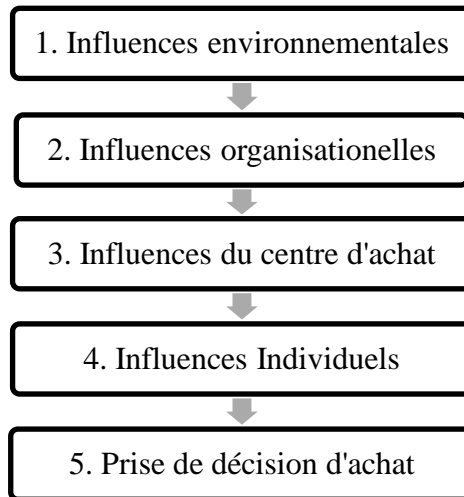 1. Influences environnementales
2. Influences organisationelles
3. Influences du centre d'achat
4. Influences Individuels
5. Prise de décision d'achat